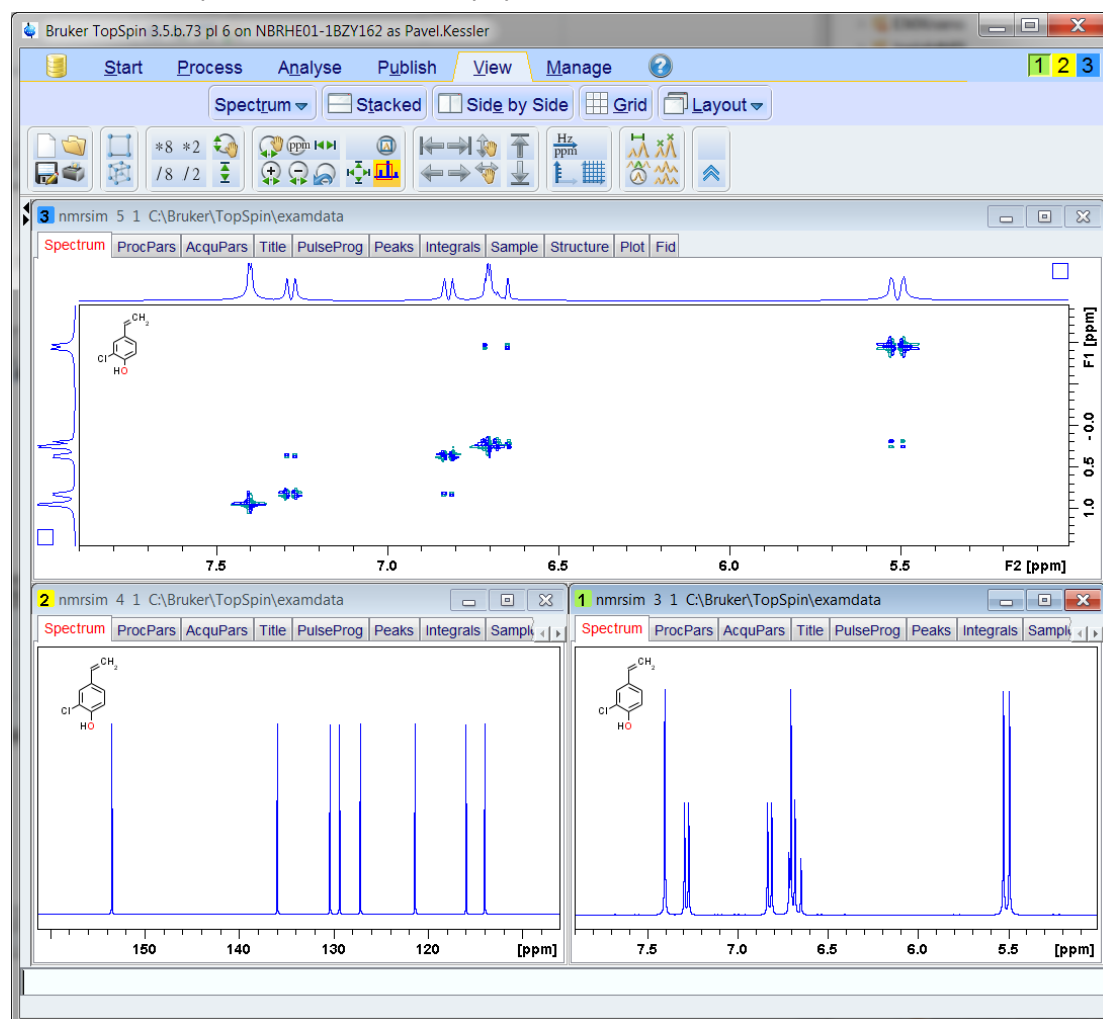 Bruker TopSpin 3.5.b.73 pl 6 on NBRHE01-1BZY162 as Pavel.Kessler
Start Process Analyse Publish View Manage ? 1 2 3
Spectrum Stacked Side by Side Grid Layout
*8 *2 ppm Hz ppm
/8 /2
3 nmrsim 5 1 C:\Bruker\TopSpin\examdata
Spectrum ProcPars AcquPars Title PulseProg Peaks Integrals Sample Structure Plot Fid
CH2
Cl
HO
F1 [ppm]
- 0.0
0.5
1.0
7.5 7.0 6.5 6.0 5.5 F2 [ppm]
2 nmrsim 4 1 C:\Bruker\TopSpin\examdata
Spectrum ProcPars AcquPars Title PulseProg Peaks Integrals Sample
CH2
Cl
HO
150 140 130 120 [ppm]
1 nmrsim 3 1 C:\Bruker\TopSpin\examdata
Spectrum ProcPars AcquPars Title PulseProg Peaks Integrals Sampl
CH2
Cl
HO
7.5 7.0 6.5 6.0 5.5 [ppm]